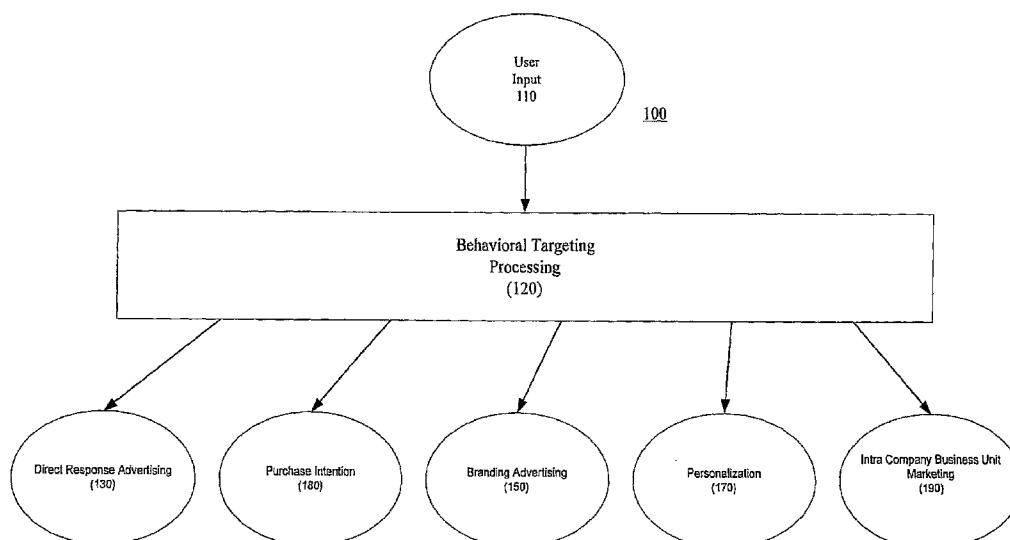 User
Input
110
100
Behavioral Targeting
Processing
(120)
Direct Response Advertising
(130)
Purchase Intention
(180)
Branding Advertising
(150)
Personalization
(170)
Intra Company Business Unit
Marketing
(190)